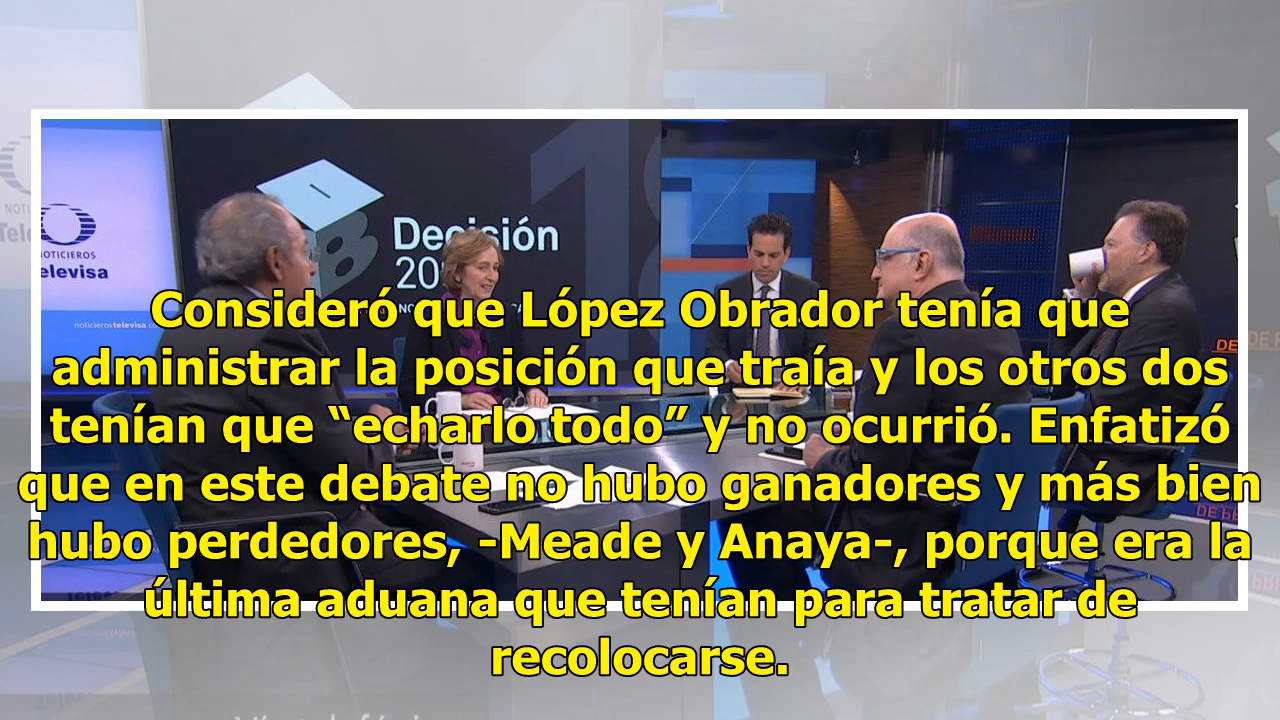 Decisión
NOTICIEROS
Televisa
noticierostelevisa.
Consideró que López Obrador tenía que
administrar la posición que traía y los otros dos
tenían que “echarlo todo” y no ocurrió. Enfatizó
que en este debate no hubo ganadores y más bien
hubo perdedores, -Meade y Anaya-, porque era la
última aduana que tenían para tratar de
recolocarse.